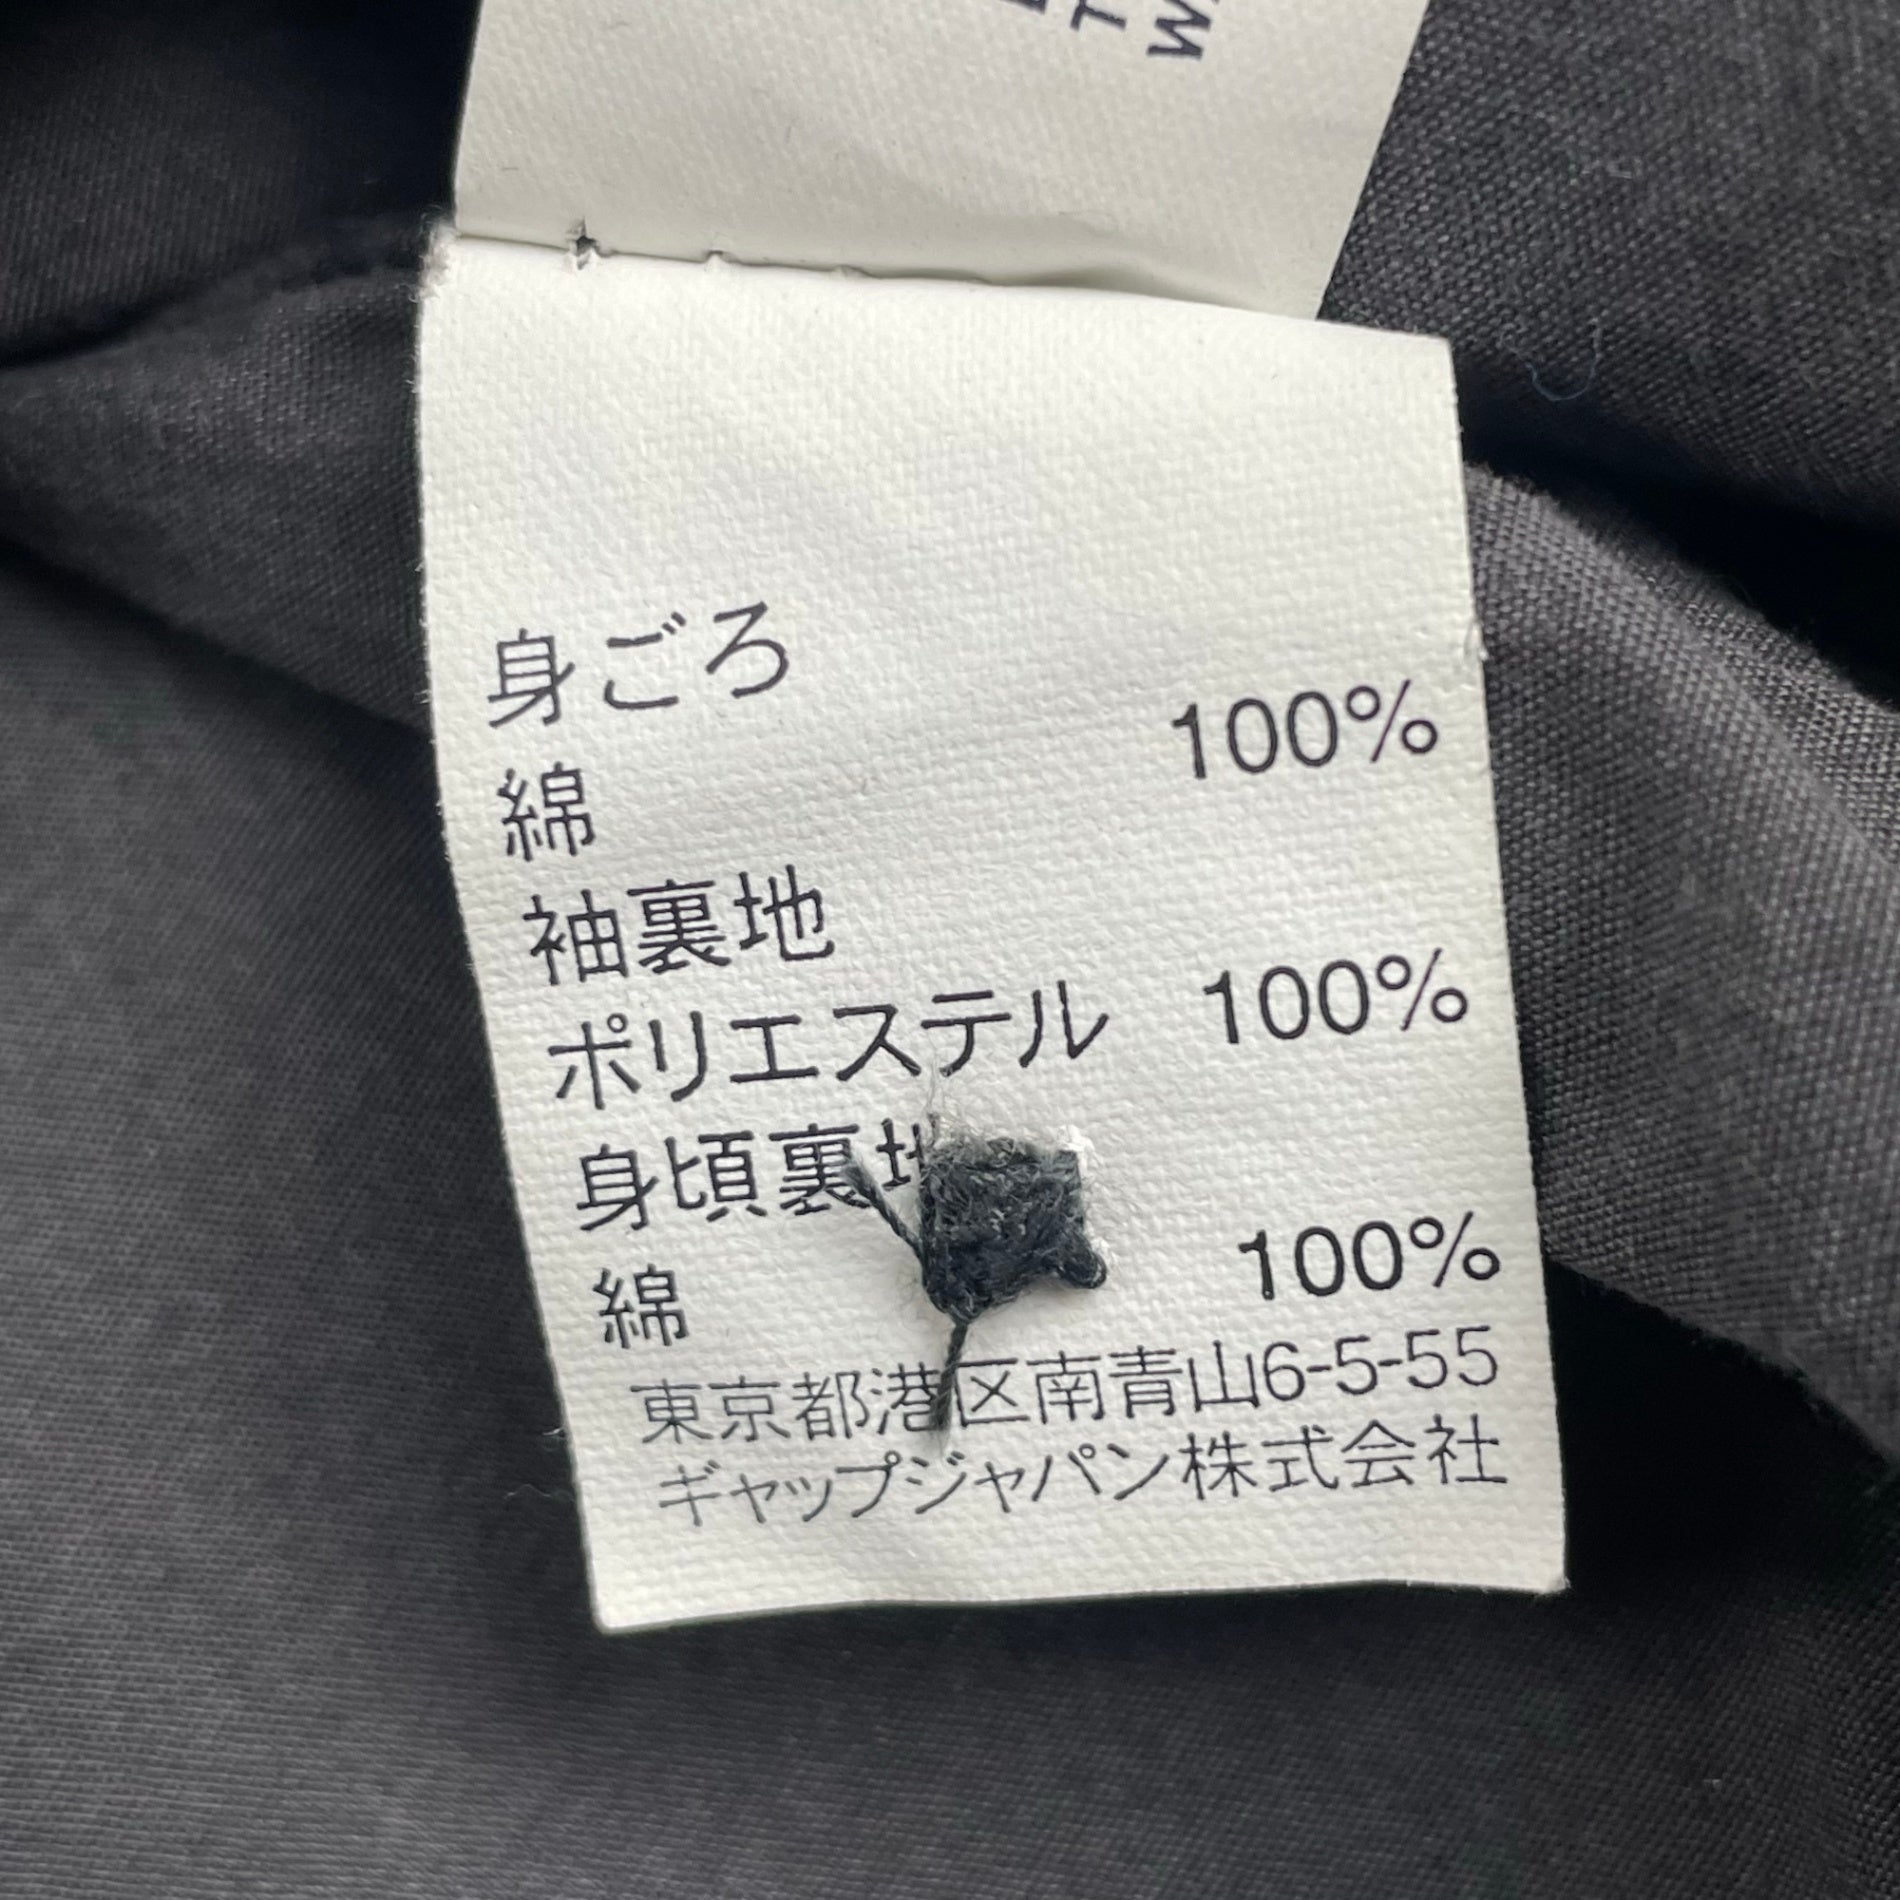 身ごろ
綿 100%
袖裏地
ポリエステル 100%
身頃裏地
綿 100%
東京都港区南青山6-5-55
ギャップジャパン株式会社